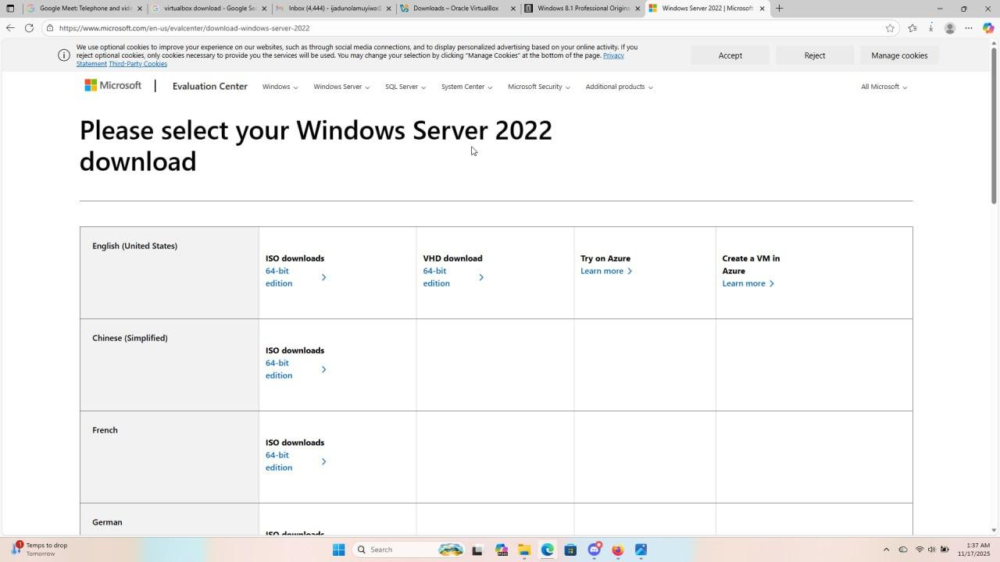 Google Meet: Telephone and vide
virtualbox download - Google Se
Inbox (4,444) - ijadunolamuyiwa@
Downloads – Oracle VirtualBox
Windows 8.1 Professional Origina
Windows Server 2022 | Microsoft
https://www.microsoft.com/en-us/evalcenter/download-windows-server-2022
We use optional cookies to improve your experience on our websites, such as through social media connections, and to display personalized advertising based on your online activity. If you
reject optional cookies, only cookies necessary to provide you the services will be used. You may change your selection by clicking “Manage Cookies” at the bottom of the page. Privacy
Statement Third-Party Cookies
Accept
Reject
Manage cookies
Microsoft
Evaluation Center
Windows
Windows Server
SQL Server
System Center
Microsoft Security
Additional products
All Microsoft
Please select your Windows Server 2022
download
English (United States)
ISO downloads
64-bit
edition
VHD download
64-bit
edition
Try on Azure
Learn more
Create a VM in
Azure
Learn more
Chinese (Simplified)
ISO downloads
64-bit
edition
French
ISO downloads
64-bit
edition
German
ISO downloads
1
Temps to drop
Tomorrow
Search
1:37 AM
11/17/2025